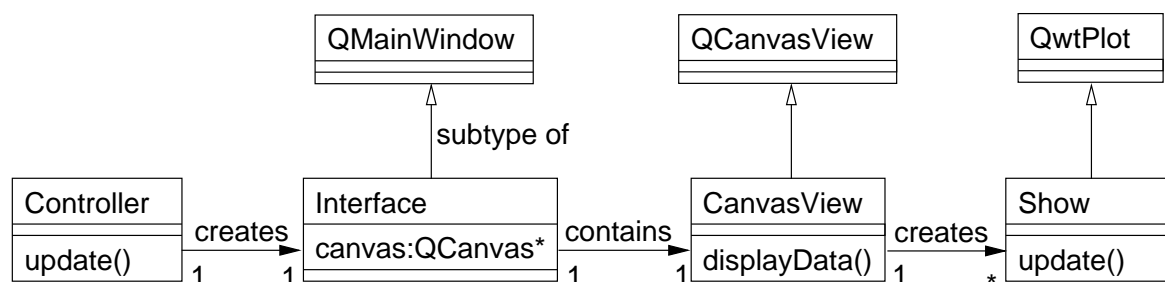 QMainWindow
QCanvasView
QwtPlot
subtype of
Controller
update()
creates
1
1
Interface
canvas:QCanvas*
contains
1
1
CanvasView
displayData()
creates
1
*
Show
update()